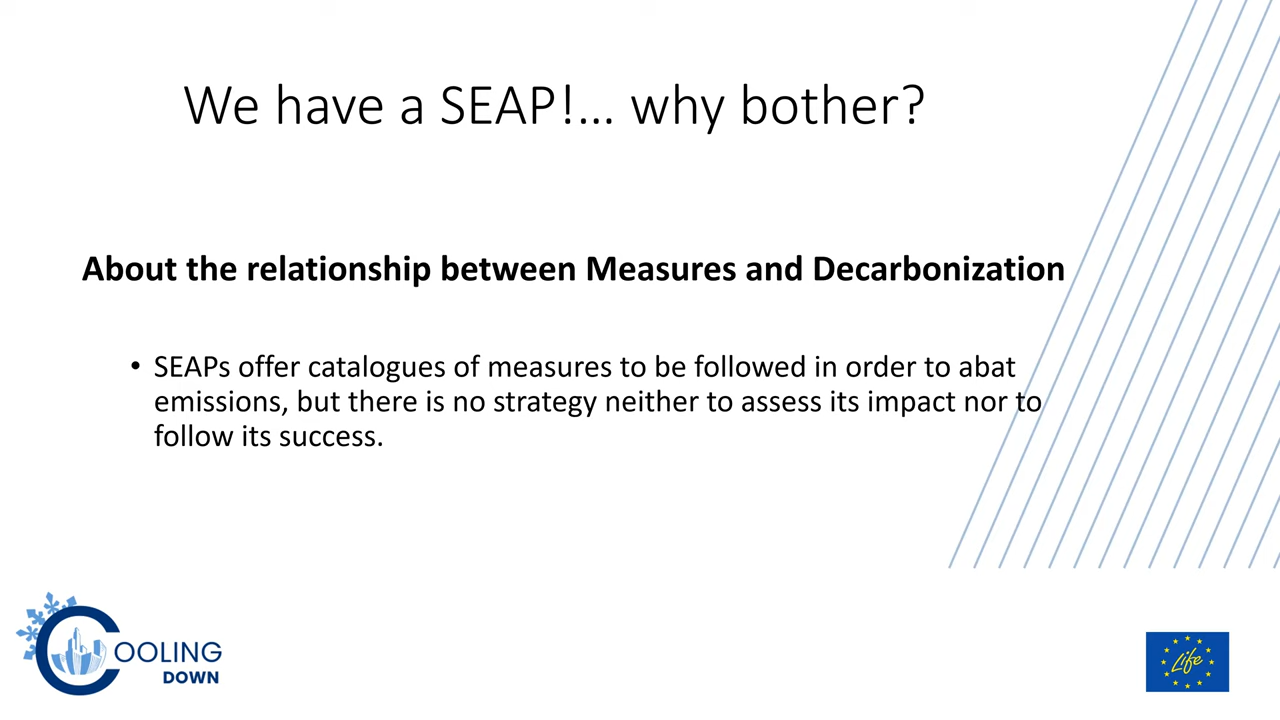 We have a SEAP!... why bother?
About the relationship between Measures and Decarbonization
• SEAPs offer catalogues of measures to be followed in order to abat
emissions, but there is no strategy neither to assess its impact nor to
follow its success.
COOLING
DOWN
Life